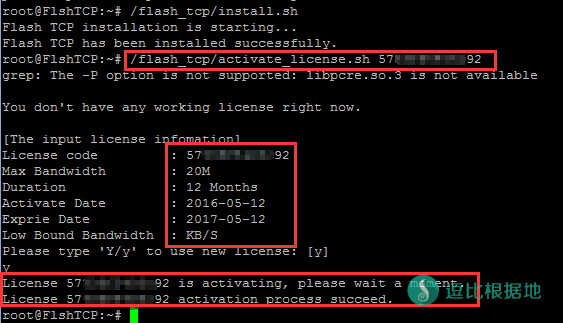 root@FlshTCP:~# /flash_tcp/install.sh
Flash TCP installation is starting...
Flash TCP has been installed successfully.
root@FlshTCP:~# /flash_tcp/activate_license.sh 57 92
grep: The -P option is not supported: libpcre.so.3 is not available
You don't have any working license right now.
[The input license infomation]
License code : 57 92
Max Bandwidth : 20M
Duration : 12 Months
Activate Date : 2016-05-12
Exprie Date : 2017-05-12
Low Bound Bandwidth : KB/S
Please type 'Y/y' to use new license: [y]
y
License 57 92 is activating, please wait a moment.
License 57 92 activation process succeed.
root@FlshTCP:~#
逗比根据地